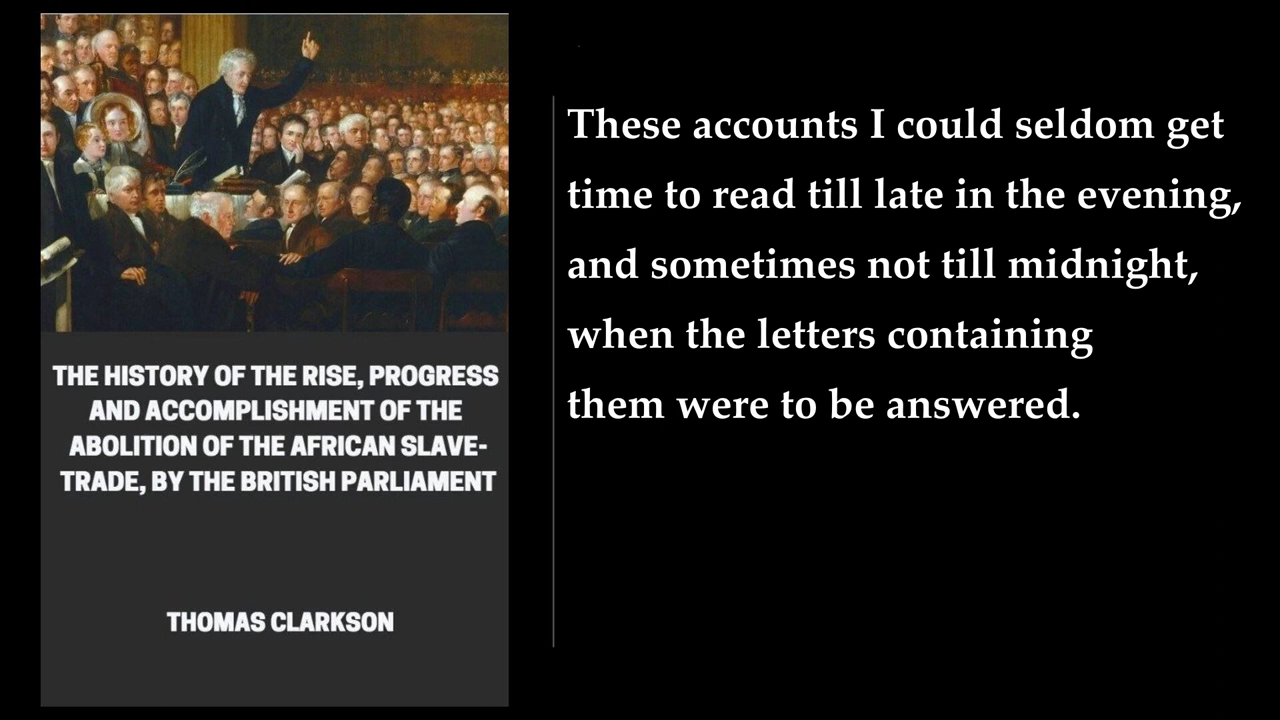 THE HISTORY OF THE RISE, PROGRESS
AND ACCOMPLISHMENT OF THE
ABOLITION OF THE AFRICAN SLAVE-
TRADE, BY THE BRITISH PARLIAMENT
THOMAS CLARKSON
These accounts I could seldom get
time to read till late in the evening,
and sometimes not till midnight,
when the letters containing
them were to be answered.